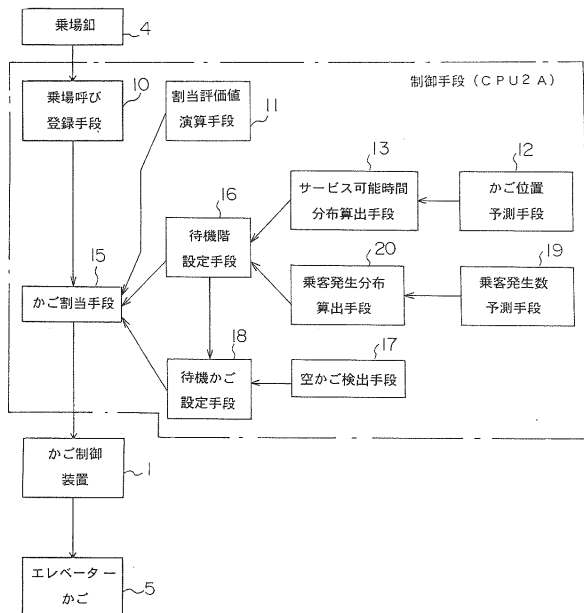 乗場釦
4
制御手段(CPU2A)
乗場呼び
登録手段
10
割当評価値
演算手段
11
13
サービス可能時間
分布算出手段
12
かご位置
予測手段
16
待機階
設定手段
20
乗客発生分布
算出手段
19
乗客発生数
予測手段
15
かご割当手段
18
待機かご
設定手段
17
空かご検出手段
かご制御
装置
1
エレベーター
かご
5